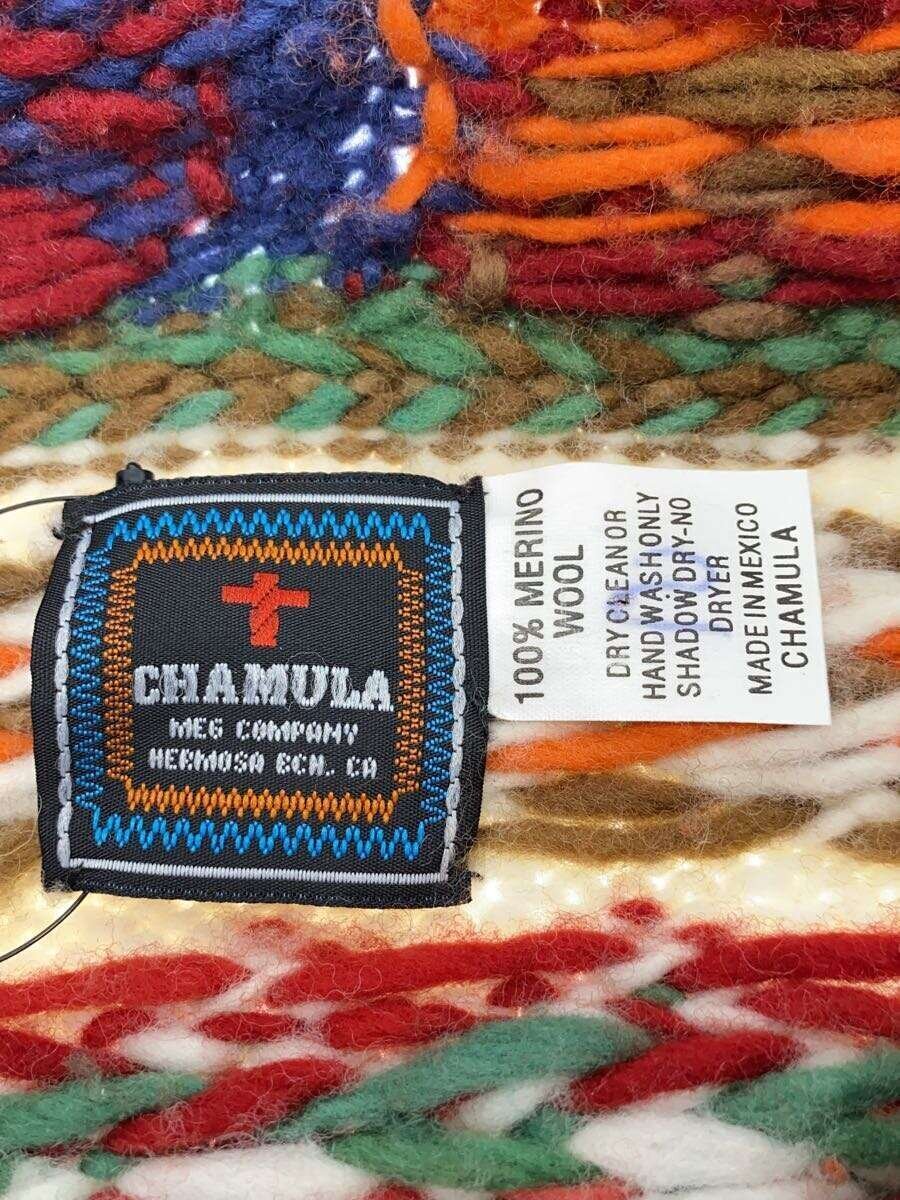 CHAMULA
MEG COMPANY
HERMOSA BCH. CA
100% MERINO
WOOL
DRY CLEAN OR
HAND WASH ONLY
SHADOW DRY-NO
DRYER
MADE IN MEXICO
CHAMULA